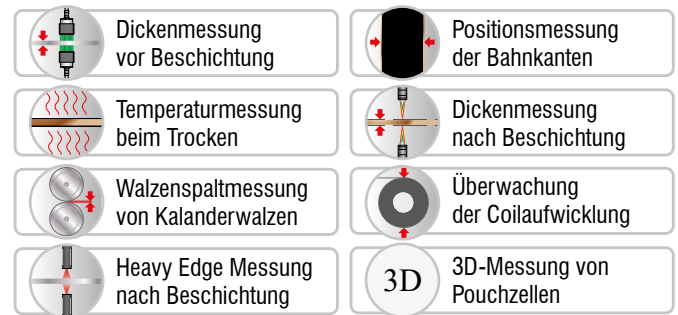 Dickenmessung
vor Beschichtung
Positionsmessung
der Bahnkanten
Temperaturmessung
beim Trocken
Dickenmessung
nach Beschichtung
Walzenspaltmessung
von Kalanderwalzen
Überwachung
der Coilaufwicklung
Heavy Edge Messung
nach Beschichtung
3D
3D-Messung von
Pouchzellen